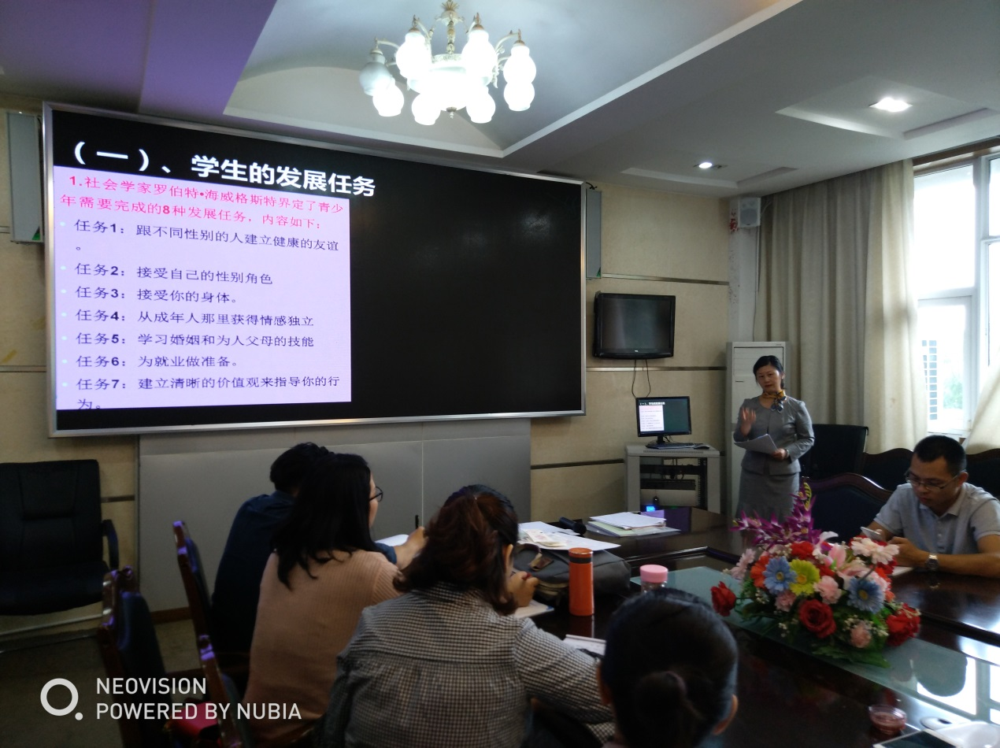 （一）、学生的发展任务
1.社会学家罗伯特•海威格斯特界定了青少
年需要完成的8种发展任务，内容如下：
任务1：跟不同性别的人建立健康的友谊
。
任务2：接受自己的性别角色
任务3：接受你的身体。
任务4：从成年人那里获得情感独立
任务5：学习婚姻和为人父母的技能
任务6：为就业做准备。
任务7：建立清晰的价值观来指导你的行
为。
NEOVISION
POWERED BY NUBIA